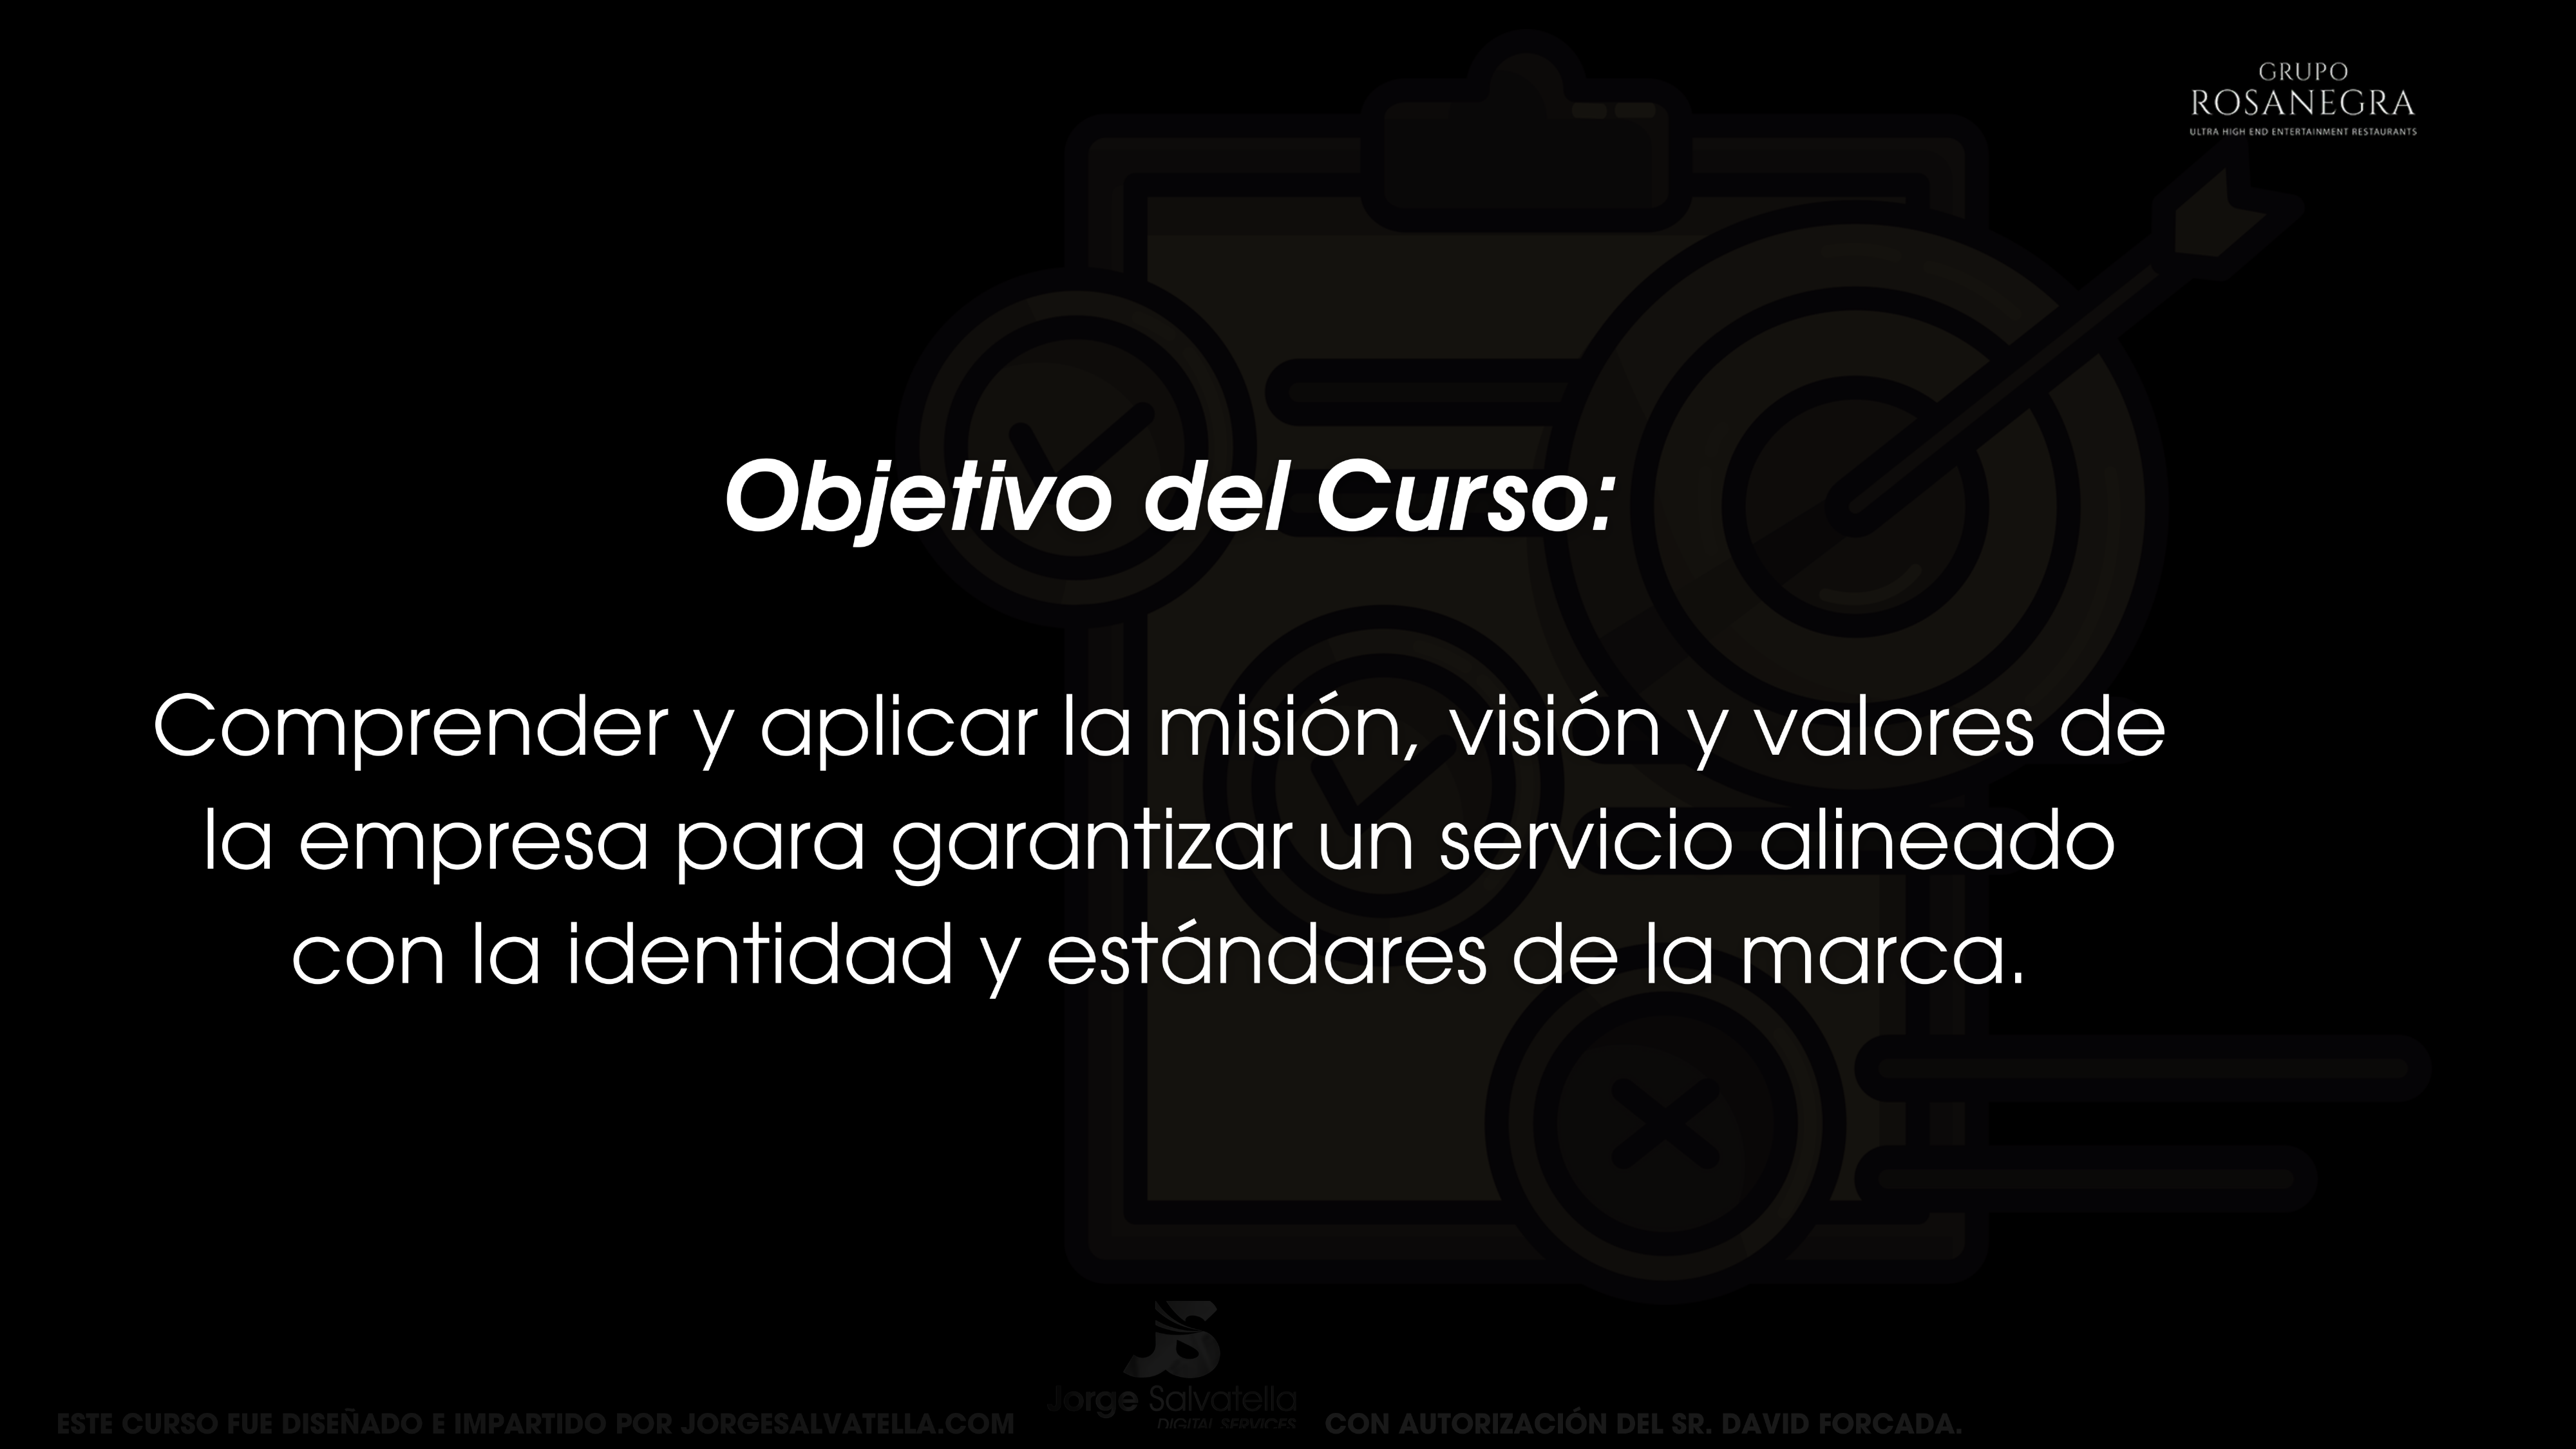 GRUPO
ROSANEGRA
ULTRA HIGH END ENTERTAINMENT RESTAURANTS
Objetivo del Curso:
Comprender y aplicar la misión, visión y valores de
la empresa para garantizar un servicio alineado
con la identidad y estándares de la marca.
JS
Jorge Salvatella
DIGITAL SERVICES
ESTE CURSO FUE DISEÑADO E IMPARTIDO POR JORGESALVATELLA.COM CON AUTORIZACIÓN DEL SR. DAVID FORCADA.